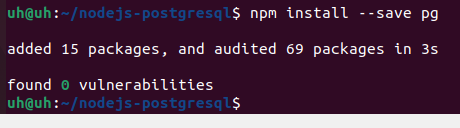 uh@uh:~/nodejs-postgresql$ npm install --save pg
added 15 packages, and audited 69 packages in 3s
found 0 vulnerabilities
uh@uh:~/nodejs-postgresql$